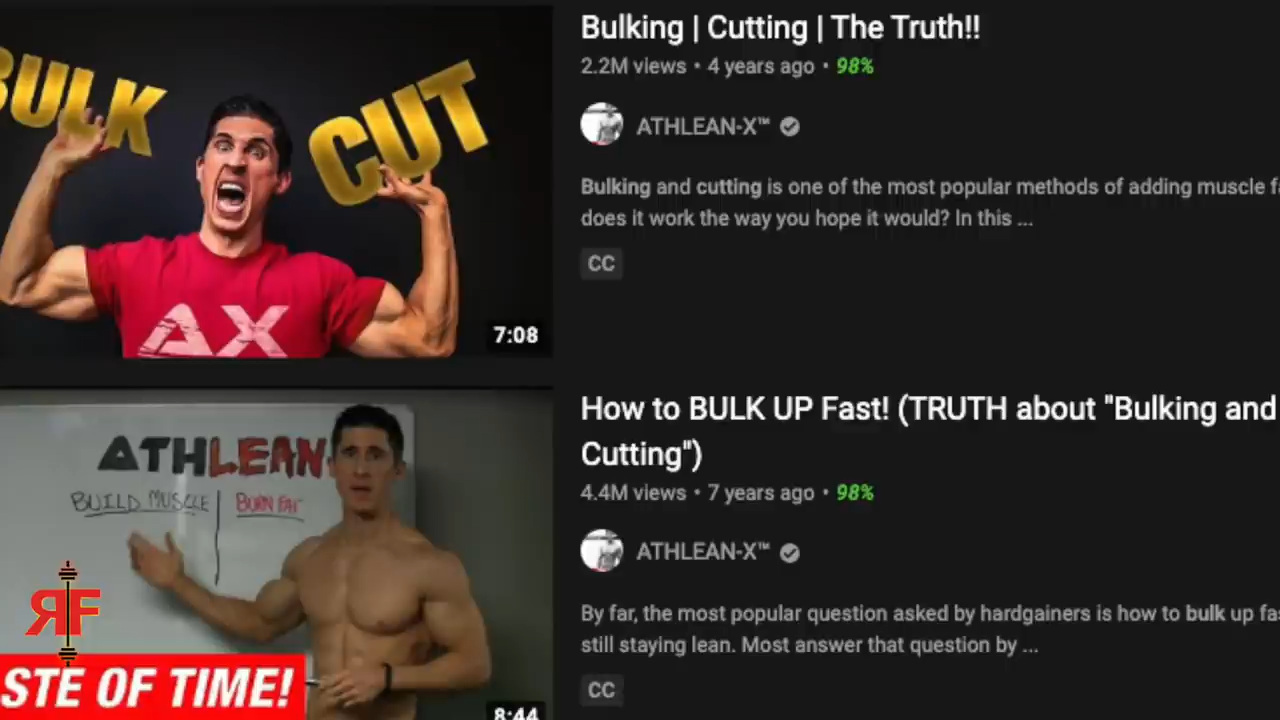 BULK
CUT
AX
7:08
Bulking | Cutting | The Truth!!
2.2M views • 4 years ago • 98%
ATHLEAN-X™
Bulking and cutting is one of the most popular methods of adding muscle
does it work the way you hope it would? In this ...
CC
ATHLEAN
BUILD MUSCLE | BURN FAT
RF
STE OF TIME!
8:44
How to BULK UP Fast! (TRUTH about "Bulking and
Cutting")
4.4M views • 7 years ago • 98%
ATHLEAN-X™
By far, the most popular question asked by hardgainers is how to bulk up
still staying lean. Most answer that question by ...
CC